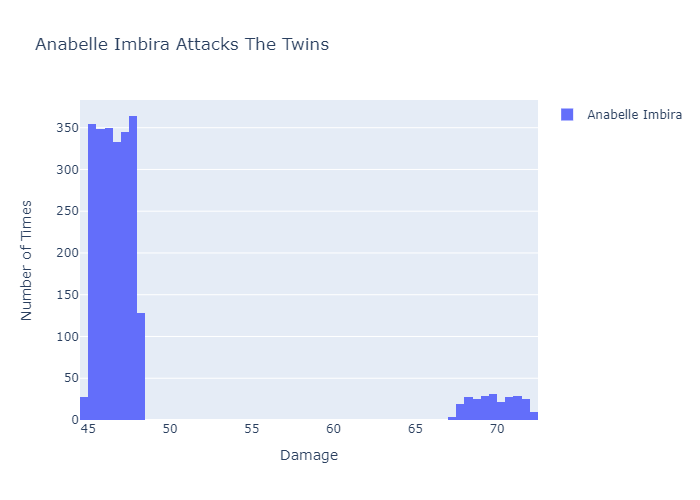 Anabelle Imbira Attacks The Twins
Anabelle Imbira
350
300
250
200
150
100
50
0
Number of Times
45 50 55 60 65 70
Damage